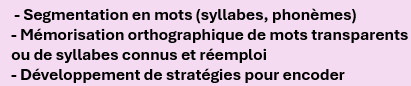 - Segmentation en mots (syllabes, phonèmes)
- Mémorisation orthographique de mots transparents
ou de syllabes connus et réemploi
- Développement de stratégies pour encoder